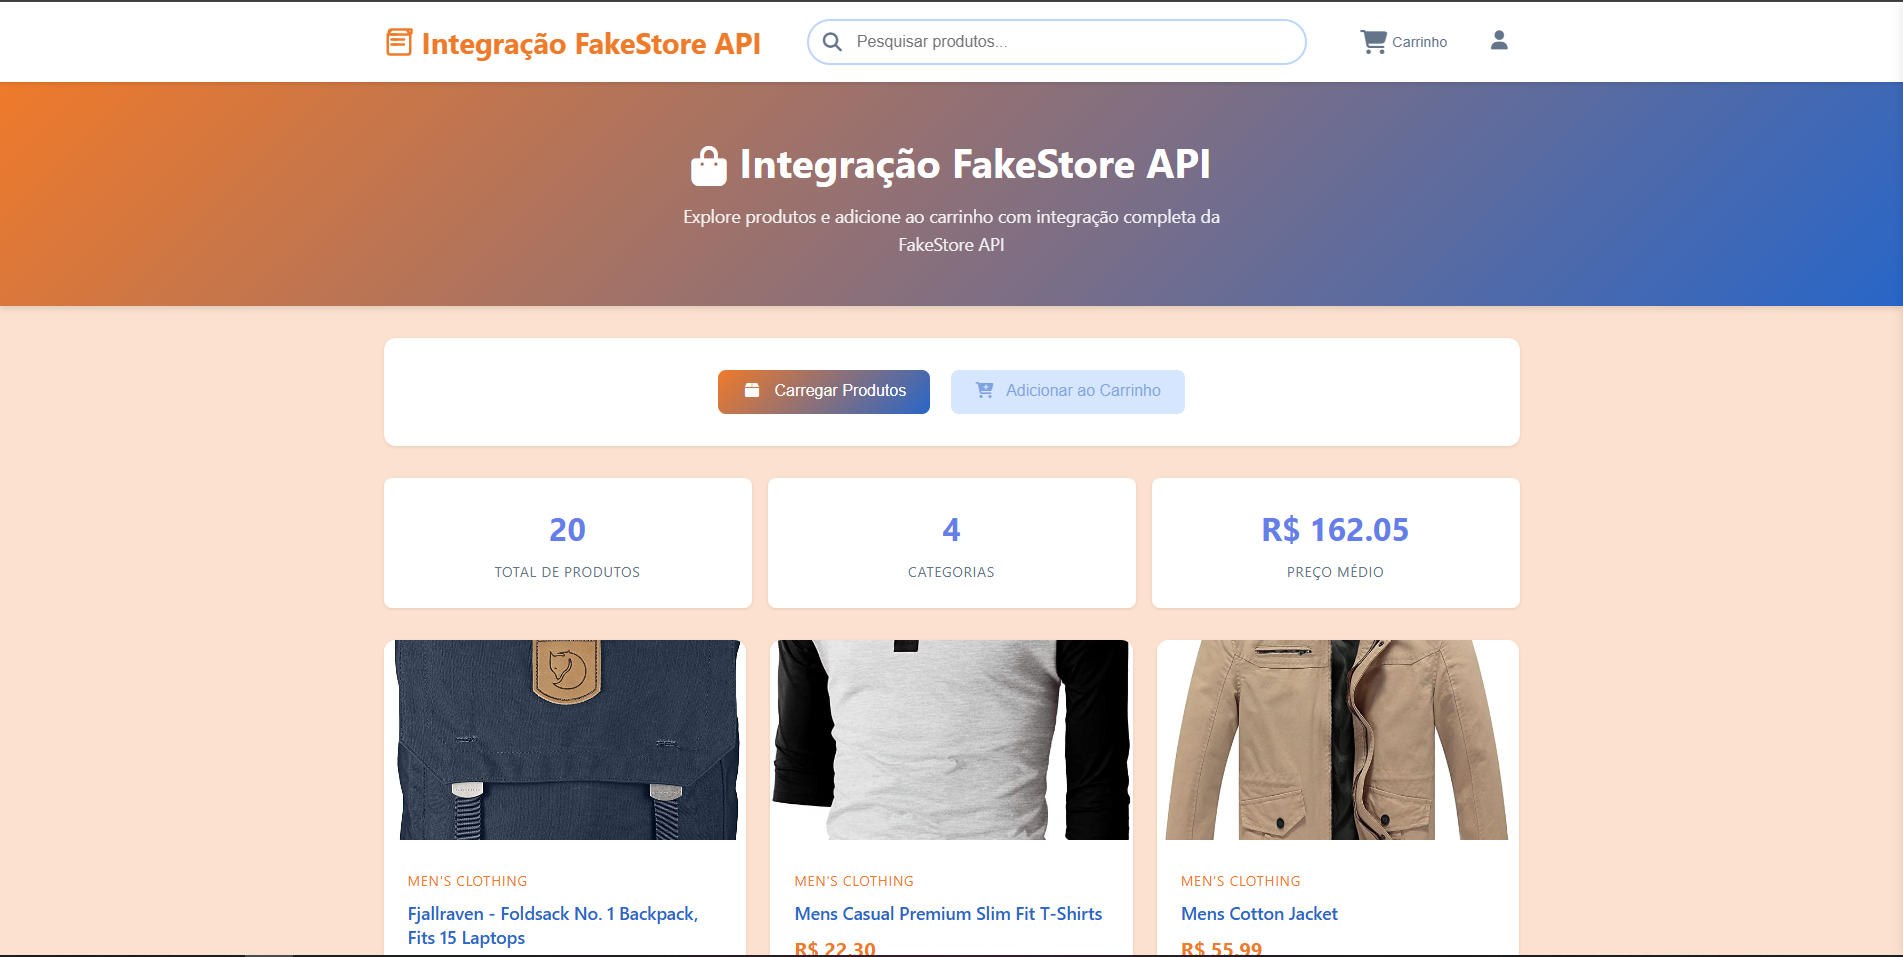 Integração FakeStore API
Pesquisar produtos...
Carrinho
Integração FakeStore API
Explore produtos e adicione ao carrinho com integração completa da
FakeStore API
Carregar Produtos
Adicionar ao Carrinho
20
TOTAL DE PRODUTOS
4
CATEGORIAS
R$ 162.05
PREÇO MÉDIO
MEN'S CLOTHING
Fjallraven - Foldsack No. 1 Backpack,
Fits 15 Laptops
MEN'S CLOTHING
Mens Casual Premium Slim Fit T-Shirts
R$ 22.30
MEN'S CLOTHING
Mens Cotton Jacket
R$ 55.99